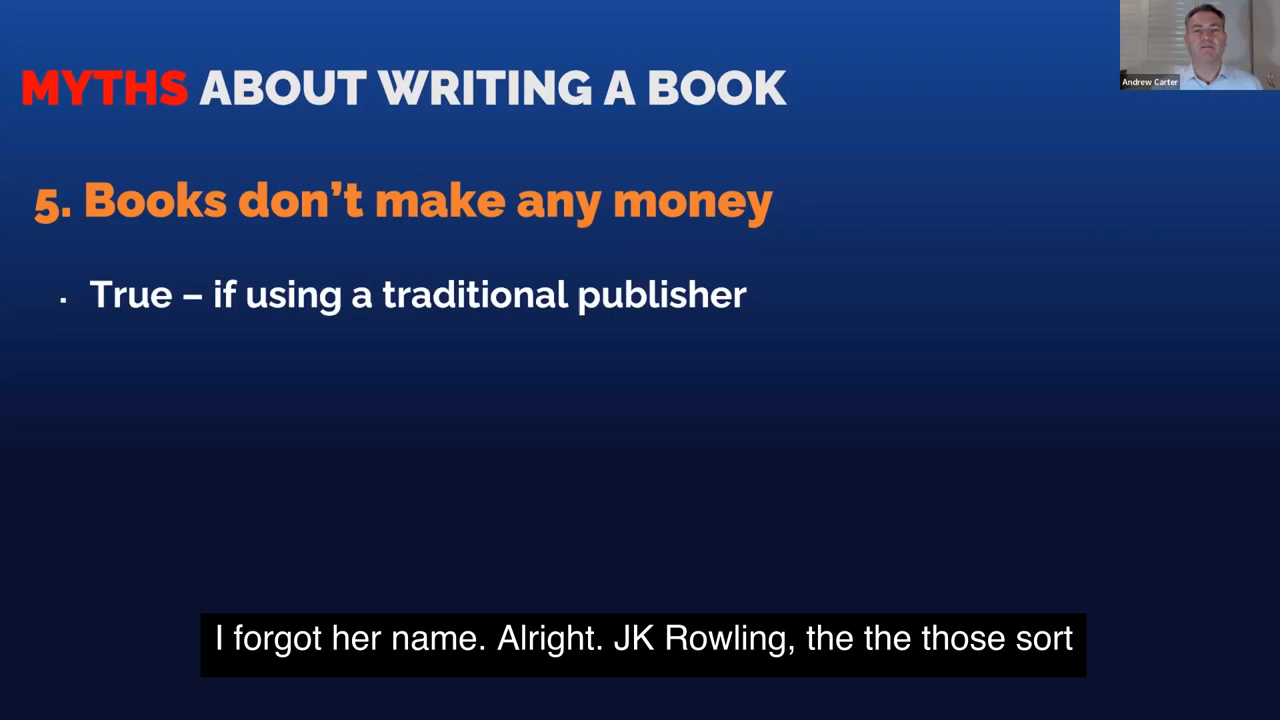 MYTHS ABOUT WRITING A BOOK
Andrew Carter
5. Books don’t make any money
▪ True – if using a traditional publisher
I forgot her name. Alright. JK Rowling, the the those sort